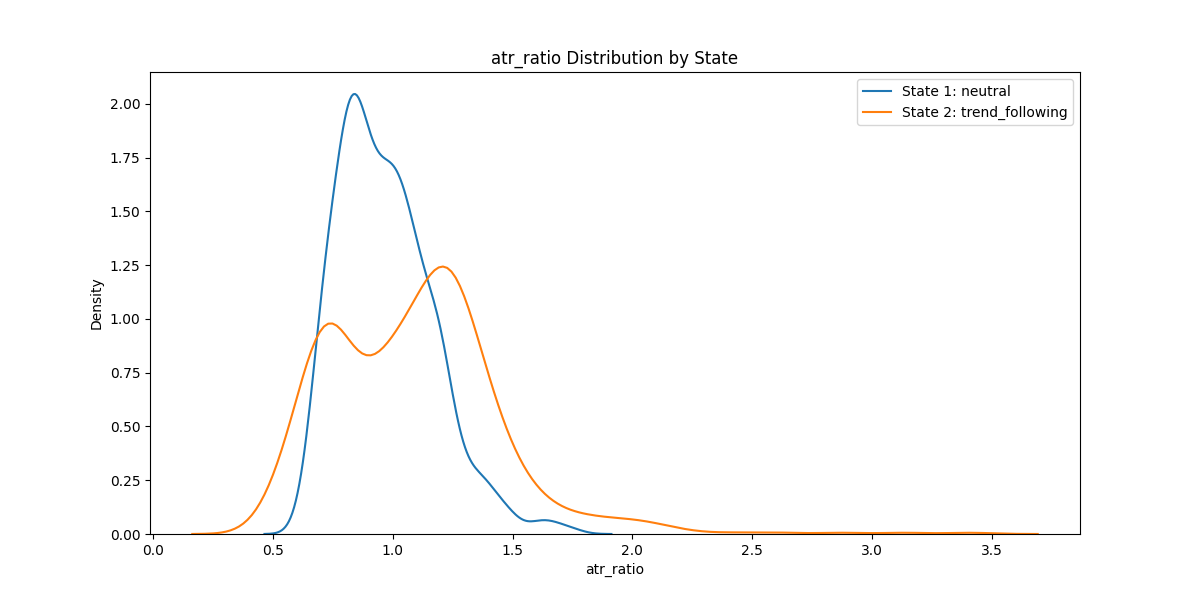 atr_ratio Distribution by State
State 1: neutral
State 2: trend_following
Density
2.00
1.75
1.50
1.25
1.00
0.75
0.50
0.25
0.00
0.0 0.5 1.0 1.5 2.0 2.5 3.0 3.5
atr_ratio